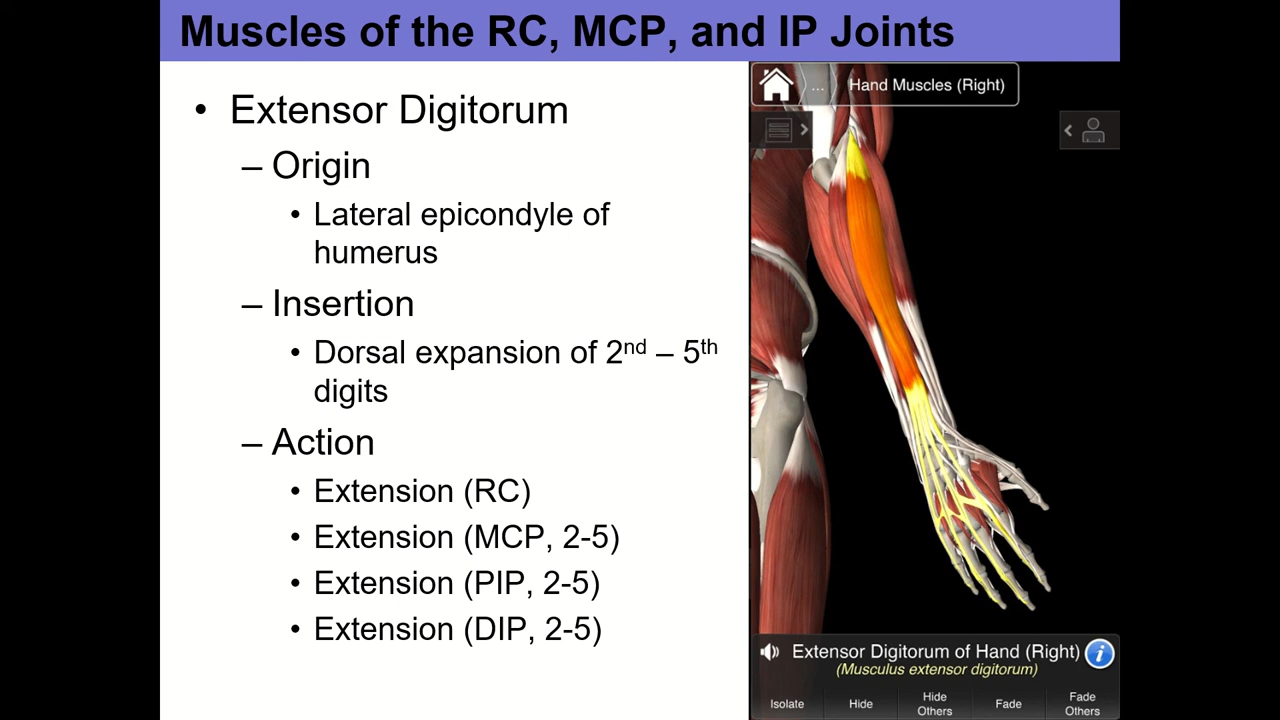 Muscles of the RC, MCP, and IP Joints
• Extensor Digitorum
– Origin
• Lateral epicondyle of
humerus
– Insertion
• Dorsal expansion of 2nd – 5th
digits
– Action
• Extension (RC)
• Extension (MCP, 2-5)
• Extension (PIP, 2-5)
• Extension (DIP, 2-5)
... Hand Muscles (Right)
Extensor Digitorum of Hand (Right)
(Musculus extensor digitorum)
Isolate
Hide
Hide
Others
Fade
Fade
Others